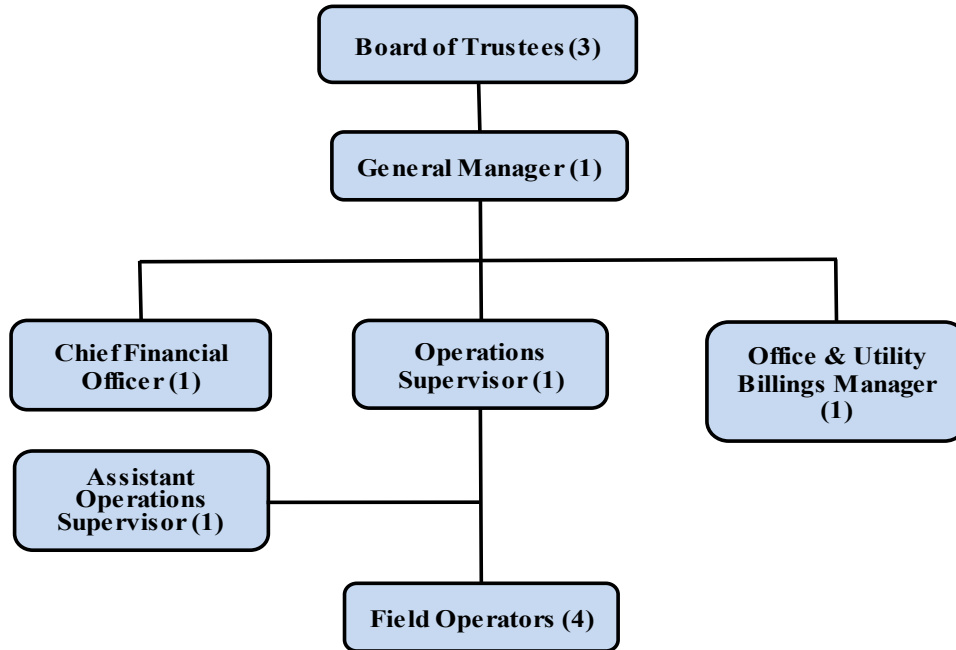 Board of Trustees (3)
General Manager (1)
Chief Financial
Officer (1)
Operations
Supervisor (1)
Office & Utility
Billings Manager
(1)
Assistant
Operations
Supervisor (1)
Field Operators (4)